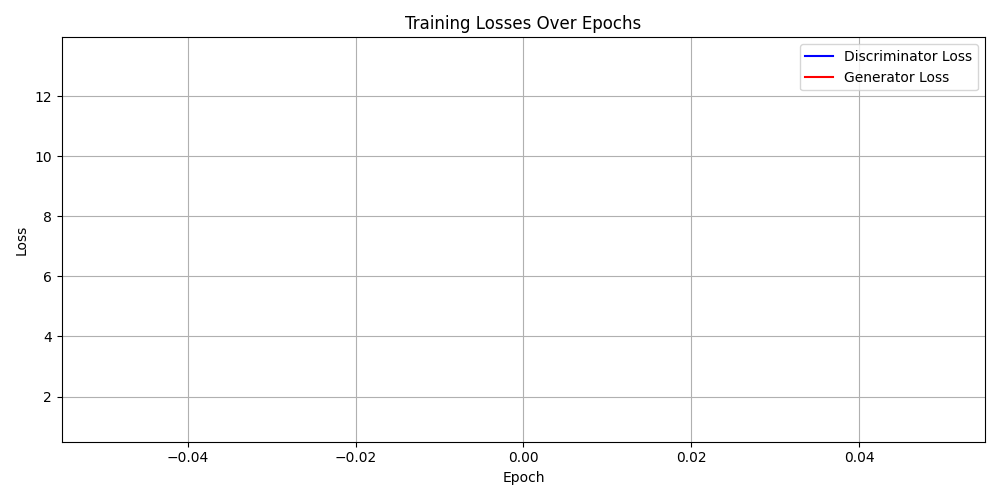 Training Losses Over Epochs
Discriminator Loss
Generator Loss
12
10
8
6
4
2
Loss
−0.04
−0.02
0.00
0.02
0.04
Epoch